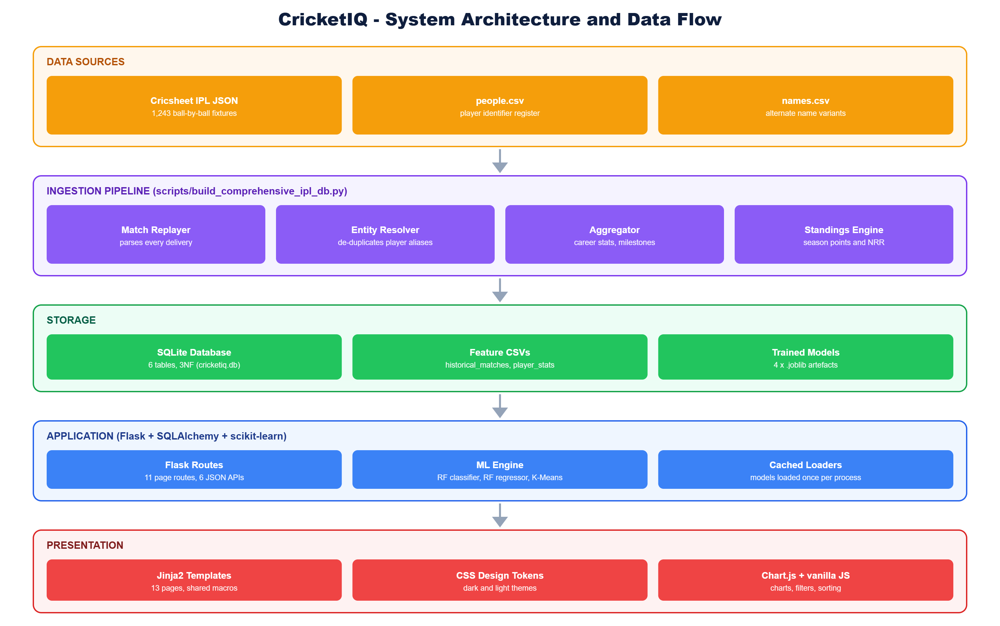 CricketIQ - System Architecture and Data Flow
DATA SOURCES
Cricsheet IPL JSON
1,243 ball-by-ball fixtures
people.csv
player identifier register
names.csv
alternate name variants
INGESTION PIPELINE (scripts/build_comprehensive_ipl_db.py)
Match Replayer
parses every delivery
Entity Resolver
de-duplicates player aliases
Aggregator
career stats, milestones
Standings Engine
season points and NRR
STORAGE
SQLite Database
6 tables, 3NF (cricketiq.db)
Feature CSVs
historical_matches, player_stats
Trained Models
4 x .joblib artefacts
APPLICATION (Flask + SQLAlchemy + scikit-learn)
Flask Routes
11 page routes, 6 JSON APIs
ML Engine
RF classifier, RF regressor, K-Means
Cached Loaders
models loaded once per process
PRESENTATION
Jinja2 Templates
13 pages, shared macros
CSS Design Tokens
dark and light themes
Chart.js + vanilla JS
charts, filters, sorting